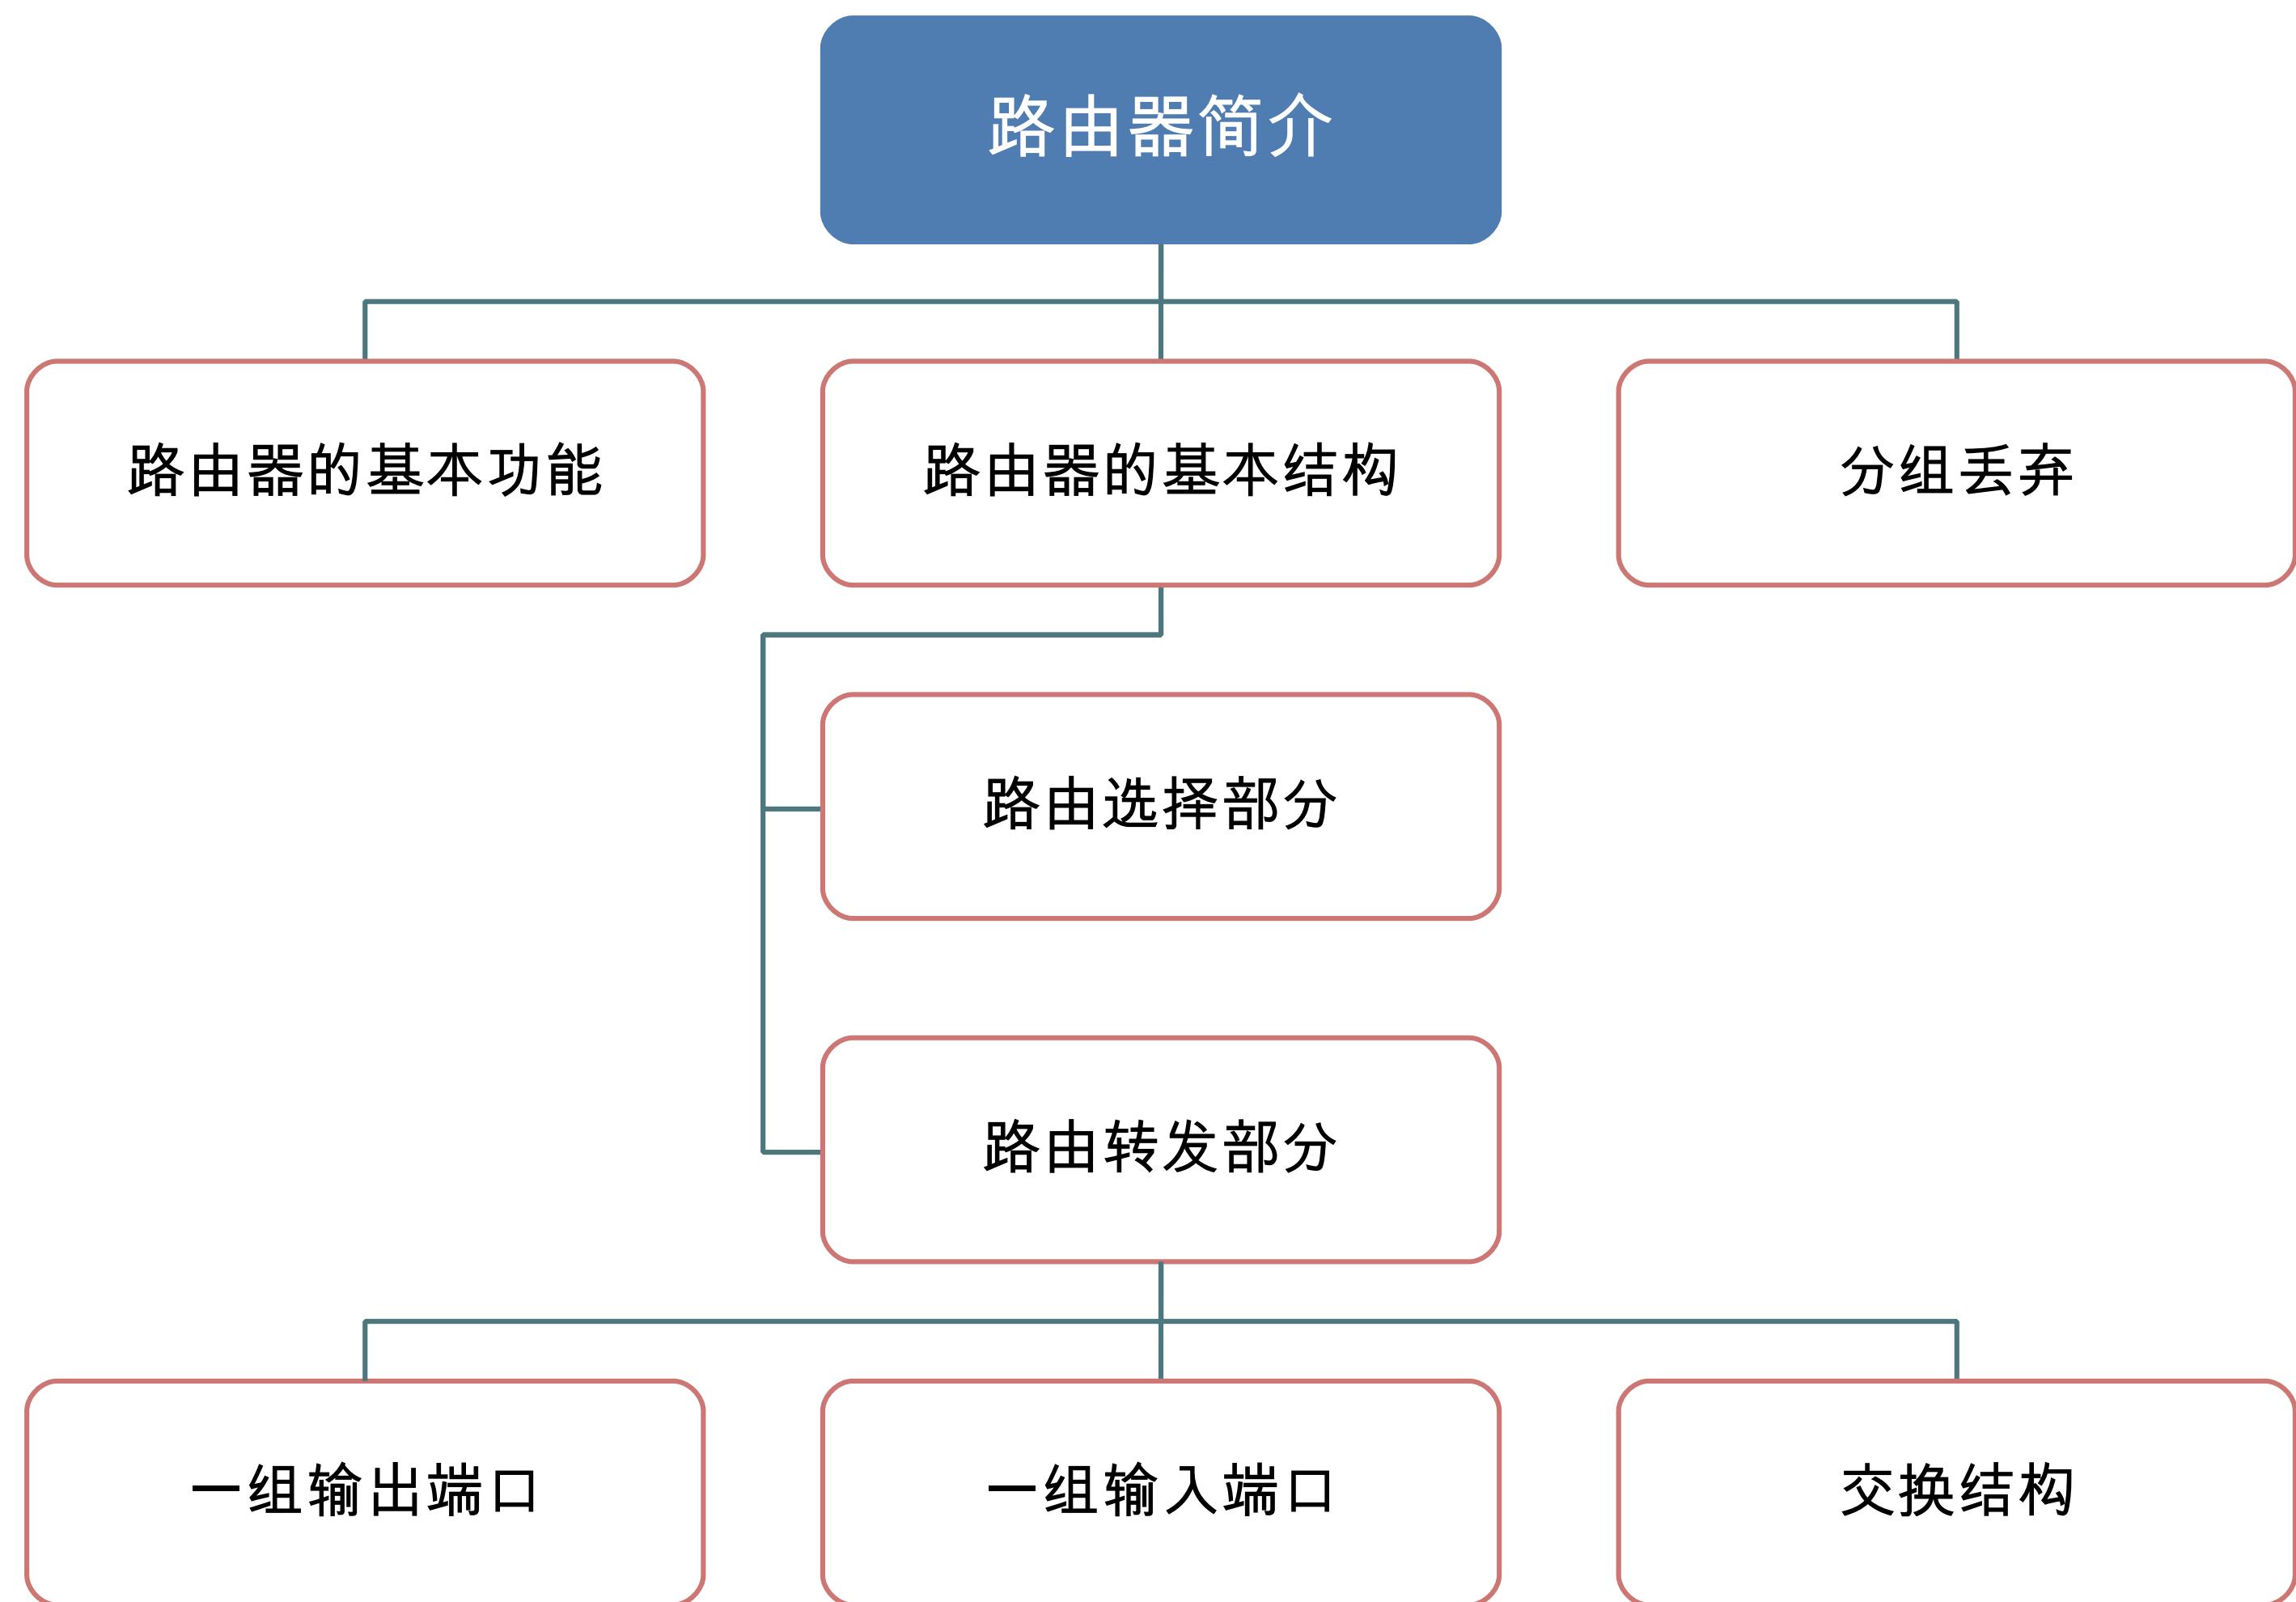 路由器简介
路由器的基本功能
路由器的基本结构
分组丢弃
路由选择部分
路由转发部分
一组输出端口
一组输入端口
交换结构